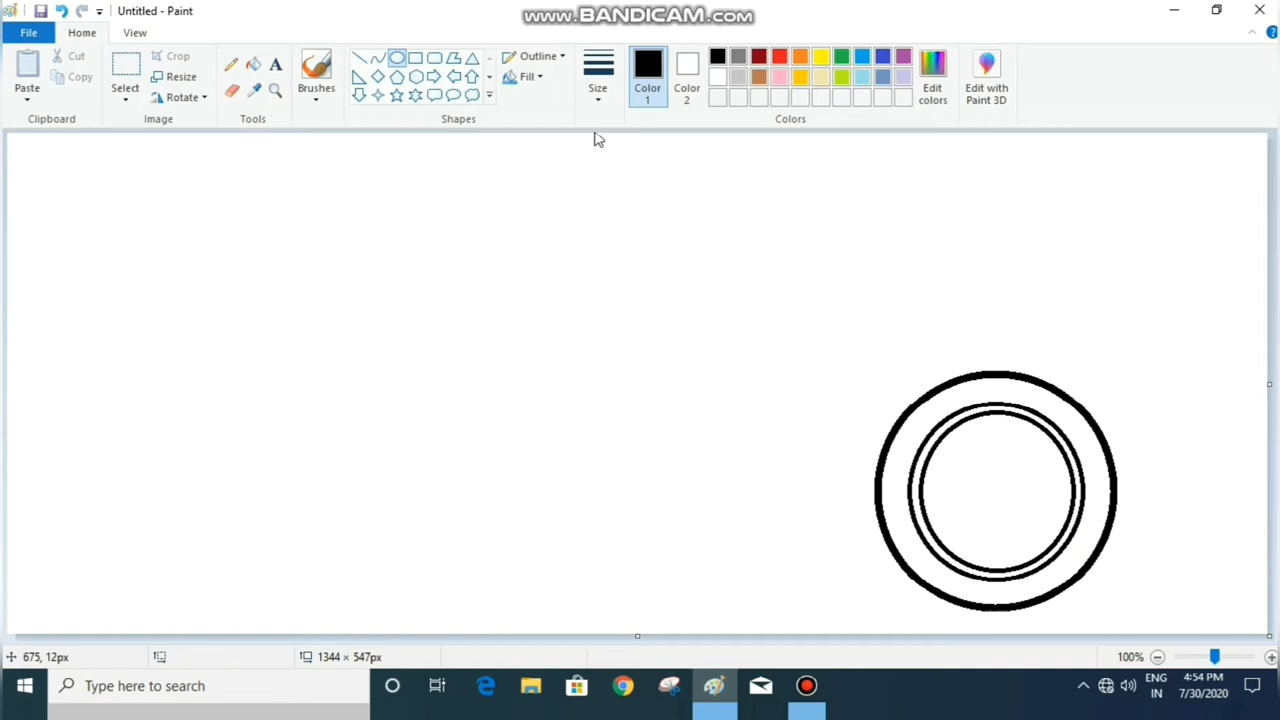 Untitled - Paint
www.BANDICAM.com
File
Home
View
Paste
Cut
Copy
Clipboard
Select
Crop
Resize
Rotate
Image
Tools
Brushes
Shapes
Outline
Fill
Size
Color
1
Color
2
Colors
Edit
colors
Edit with
Paint 3D
675, 12px
1344 × 547px
100%
Type here to search
ENG
IN
4:54 PM
7/30/2020